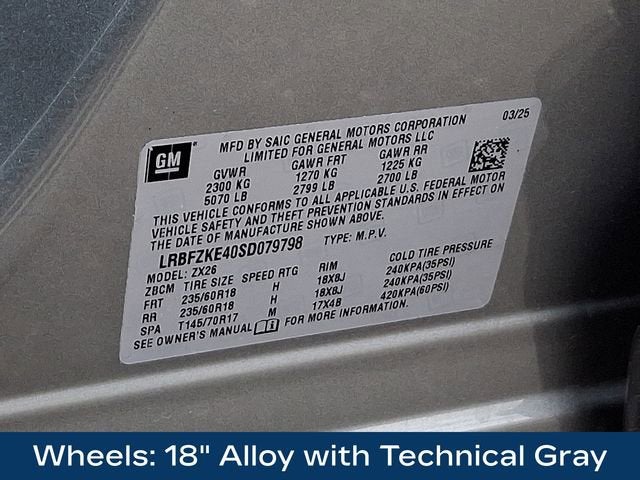 GM
MFD BY SAIC GENERAL MOTORS CORPORATION 03/25
LIMITED FOR GENERAL MOTORS LLC
GVWR GAWR FRT GAWR RR
2300 KG 1270 KG 1225 KG
5070 LB 2799 LB 2700 LB
THIS VEHICLE CONFORMS TO ALL APPLICABLE U.S. FEDERAL MOTOR
VEHICLE SAFETY AND THEFT PREVENTION STANDARDS IN EFFECT ON
THE DATE OF MANUFACTURE SHOWN ABOVE.
LRBFZKE40SD079798 TYPE: M.P.V.
MODEL: ZX26
ZBCM TIRE SIZE SPEED RTG RIM COLD TIRE PRESSURE
FRT 235/60R18 H 18X8J 240KPA(35PSI)
RR 235/60R18 H 18X8J 240KPA(35PSI)
SPA T145/70R17 M 17X4B 420KPA(60PSI)
SEE OWNER'S MANUAL FOR MORE INFORMATION.
Wheels: 18" Alloy with Technical Gray